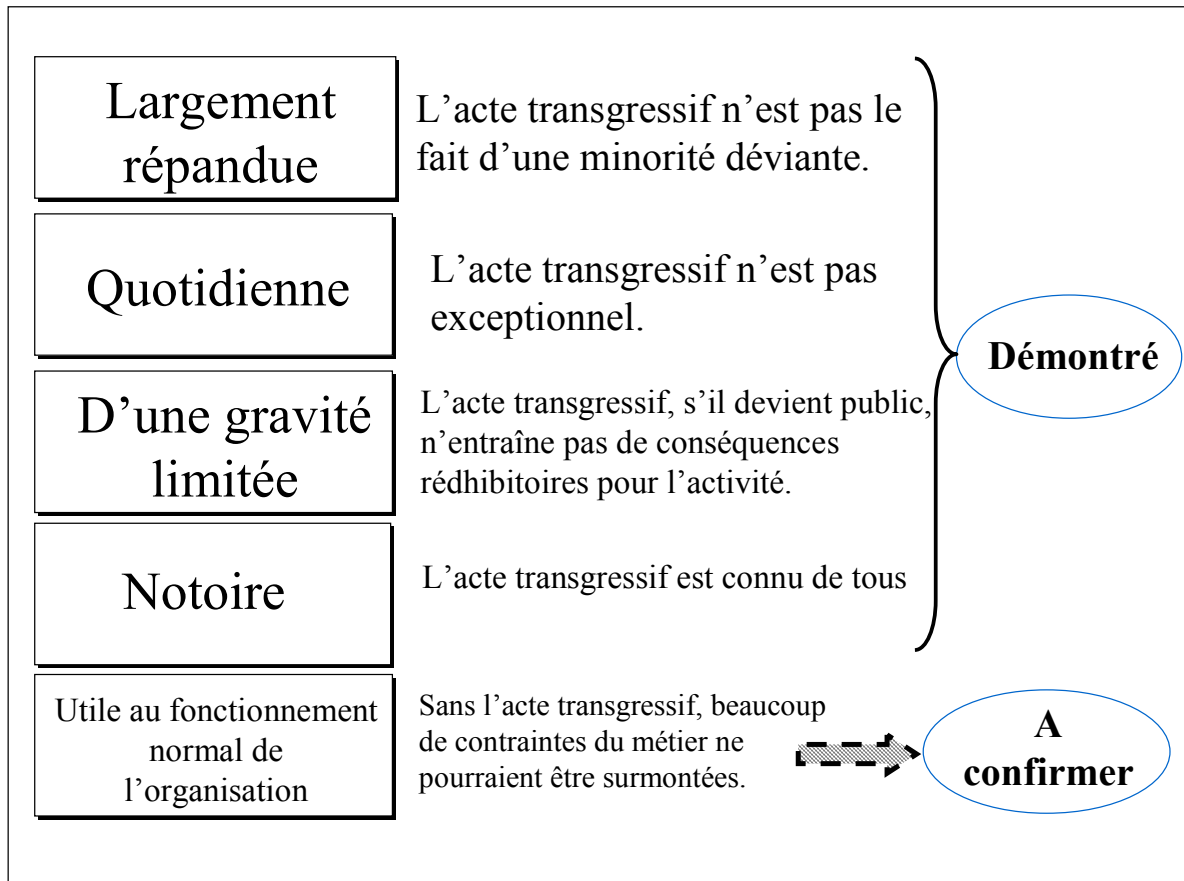 Largement
répandue
L’acte transgressif n’est pas le
fait d’une minorité déviante.
Quotidienne
L’acte transgressif n’est pas
exceptionnel.
Démontré
D’une gravité
limitée
L’acte transgressif, s’il devient public,
n’entraîne pas de conséquences
rédhibitoires pour l’activité.
Notoire
L’acte transgressif est connu de tous
Utile au fonctionnement
normal de
l’organisation
Sans l’acte transgressif, beaucoup
de contraintes du métier ne
pourraient être surmontées.
A
confirmer